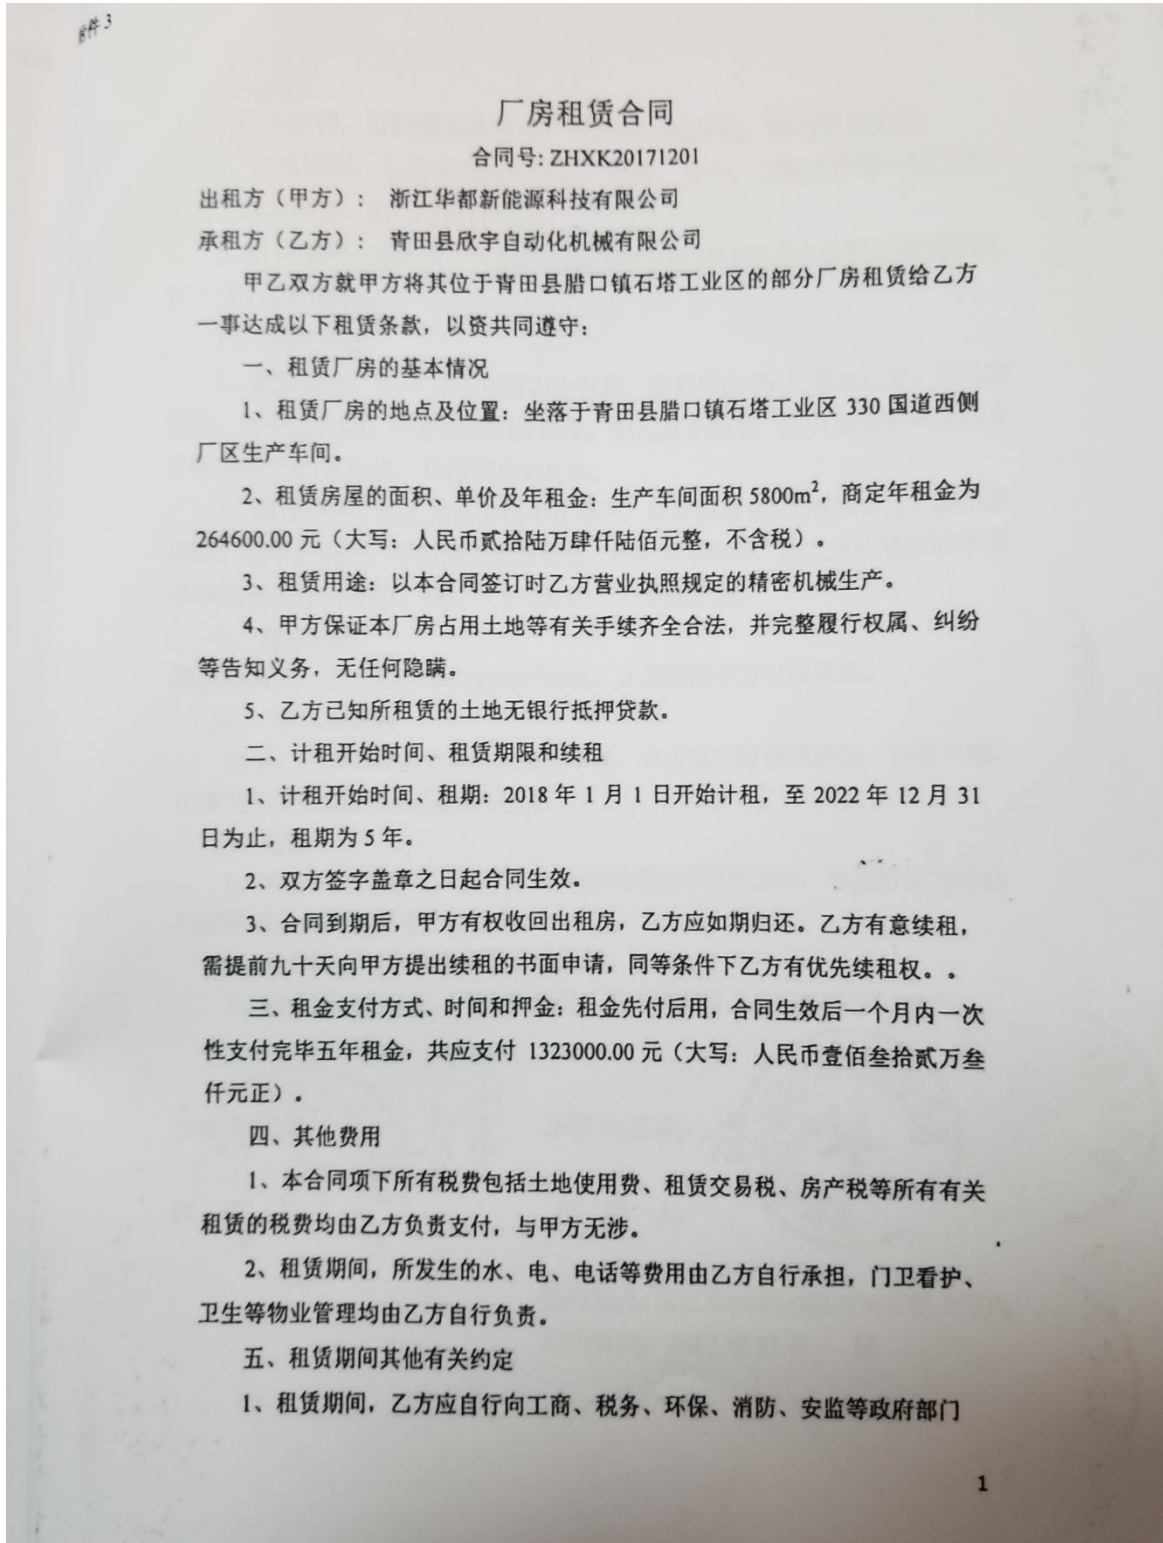 附件3
厂房租赁合同
合同号: ZHXK20171201
出租方（甲方）： 浙江华都新能源科技有限公司
承租方（乙方）： 青田县欣宇自动化机械有限公司
甲乙双方就甲方将其位于青田县腊口镇石塔工业区的部分厂房租赁给乙方
一事达成以下租赁条款，以资共同遵守：
一、租赁厂房的基本情况
1、租赁厂房的地点及位置：坐落于青田县腊口镇石塔工业区 330 国道西侧
厂区生产车间。
2、租赁房屋的面积、单价及年租金：生产车间面积 5800m²，商定年租金为
264600.00 元（大写：人民币贰拾陆万肆仟陆佰元整，不含税）。
3、租赁用途：以本合同签订时乙方营业执照规定的精密机械生产。
4、甲方保证本厂房占用土地等有关手续齐全合法，并完整履行权属、纠纷
等告知义务，无任何隐瞒。
5、乙方已知所租赁的土地无银行抵押贷款。
二、计租开始时间、租赁期限和续租
1、计租开始时间、租期：2018 年 1 月 1 日开始计租，至 2022 年 12 月 31
日为止，租期为 5 年。
2、双方签字盖章之日起合同生效。
3、合同到期后，甲方有权收回出租房，乙方应如期归还。乙方有意续租，
需提前九十天向甲方提出续租的书面申请，同等条件下乙方有优先续租权。。
三、租金支付方式、时间和押金：租金先付后用，合同生效后一个月内一次
性支付完毕五年租金，共应支付 1323000.00 元（大写：人民币壹佰叁拾贰万叁
仟元正）。
四、其他费用
1、本合同项下所有税费包括土地使用费、租赁交易税、房产税等所有有关
租赁的税费均由乙方负责支付，与甲方无涉。
2、租赁期间，所发生的水、电、电话等费用由乙方自行承担，门卫看护、
卫生等物业管理均由乙方自行负责。
五、租赁期间其他有关约定
1、租赁期间，乙方应自行向工商、税务、环保、消防、安监等政府部门
1